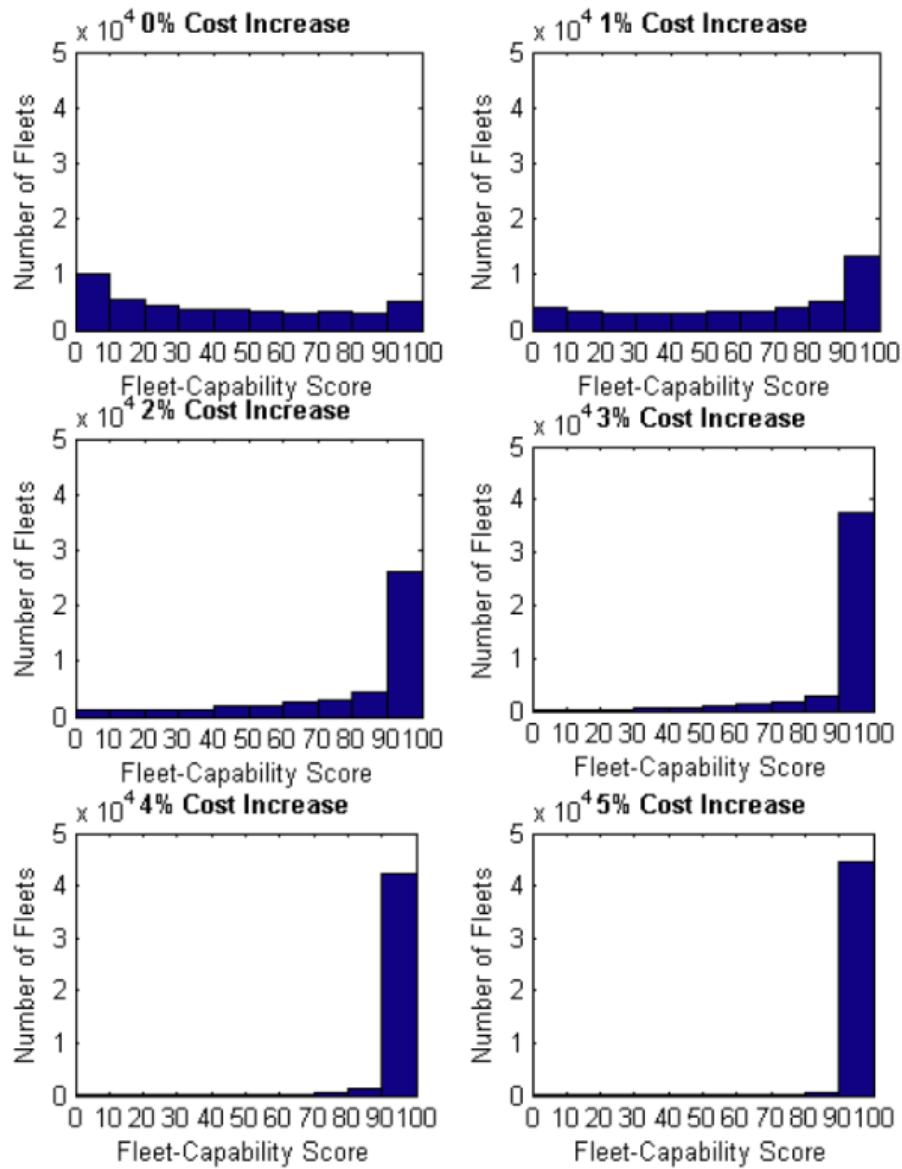 x 10^4 0% Cost Increase
5
4
3
2
1
0
Number of Fleets
0 10 20 30 40 50 60 70 80 90 100
Fleet-Capability Score
x 10^4 1% Cost Increase
5
4
3
2
1
0
Number of Fleets
0 10 20 30 40 50 60 70 80 90 100
Fleet-Capability Score
x 10^4 2% Cost Increase
5
4
3
2
1
0
Number of Fleets
0 10 20 30 40 50 60 70 80 90 100
Fleet-Capability Score
x 10^4 3% Cost Increase
5
4
3
2
1
0
Number of Fleets
0 10 20 30 40 50 60 70 80 90 100
Fleet-Capability Score
x 10^4 4% Cost Increase
5
4
3
2
1
0
Number of Fleets
0 10 20 30 40 50 60 70 80 90 100
Fleet-Capability Score
x 10^4 5% Cost Increase
5
4
3
2
1
0
Number of Fleets
0 10 20 30 40 50 60 70 80 90 100
Fleet-Capability Score